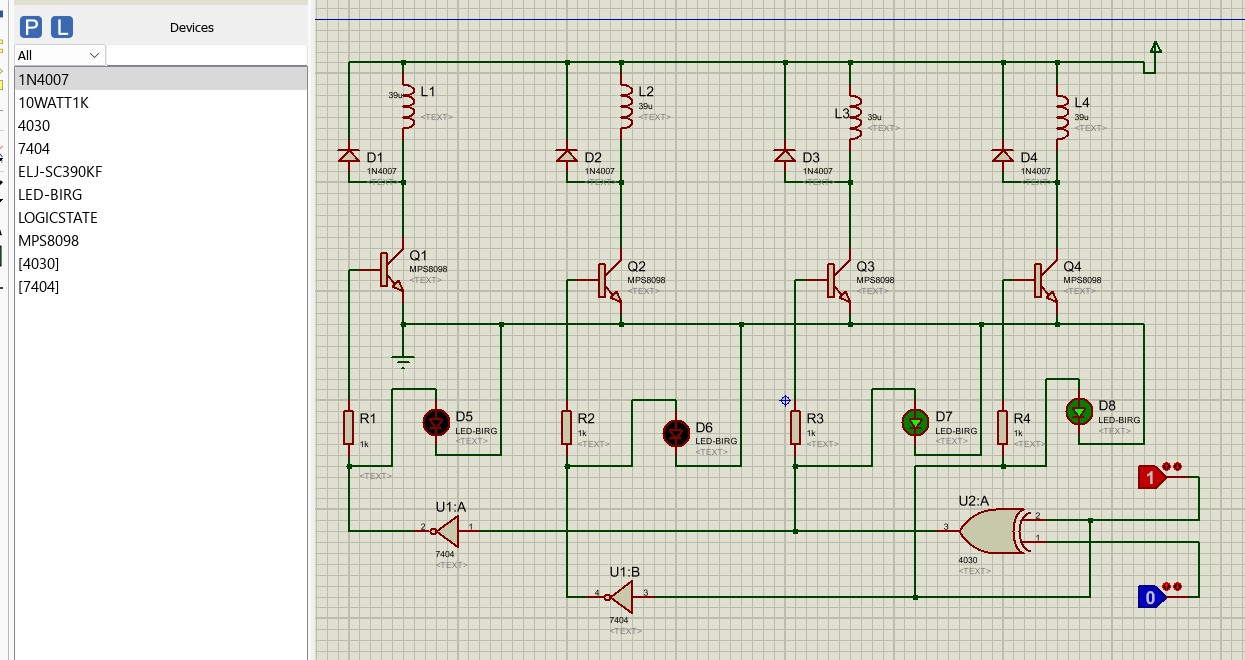 P L Devices
All
1N4007
10WATT1K
4030
7404
ELJ-SC390KF
LED-BIRG
LOGICSTATE
MPS8098
[4030]
[7404]
L1
39u
<TEXT>
L2
39u
<TEXT>
L3
39u
<TEXT>
L4
39u
<TEXT>
D1
1N4007
<TEXT>
D2
1N4007
<TEXT>
D3
1N4007
<TEXT>
D4
1N4007
<TEXT>
Q1
MPS8098
<TEXT>
Q2
MPS8098
<TEXT>
Q3
MPS8098
<TEXT>
Q4
MPS8098
<TEXT>
R1
1k
<TEXT>
D5
LED-BIRG
<TEXT>
R2
1k
<TEXT>
D6
LED-BIRG
<TEXT>
R3
1k
<TEXT>
D7
LED-BIRG
<TEXT>
R4
1k
<TEXT>
D8
LED-BIRG
<TEXT>
1
U1:A
2 1
7404
<TEXT>
U2:A
3 2
1
4030
<TEXT>
U1:B
4 3
7404
<TEXT>
0